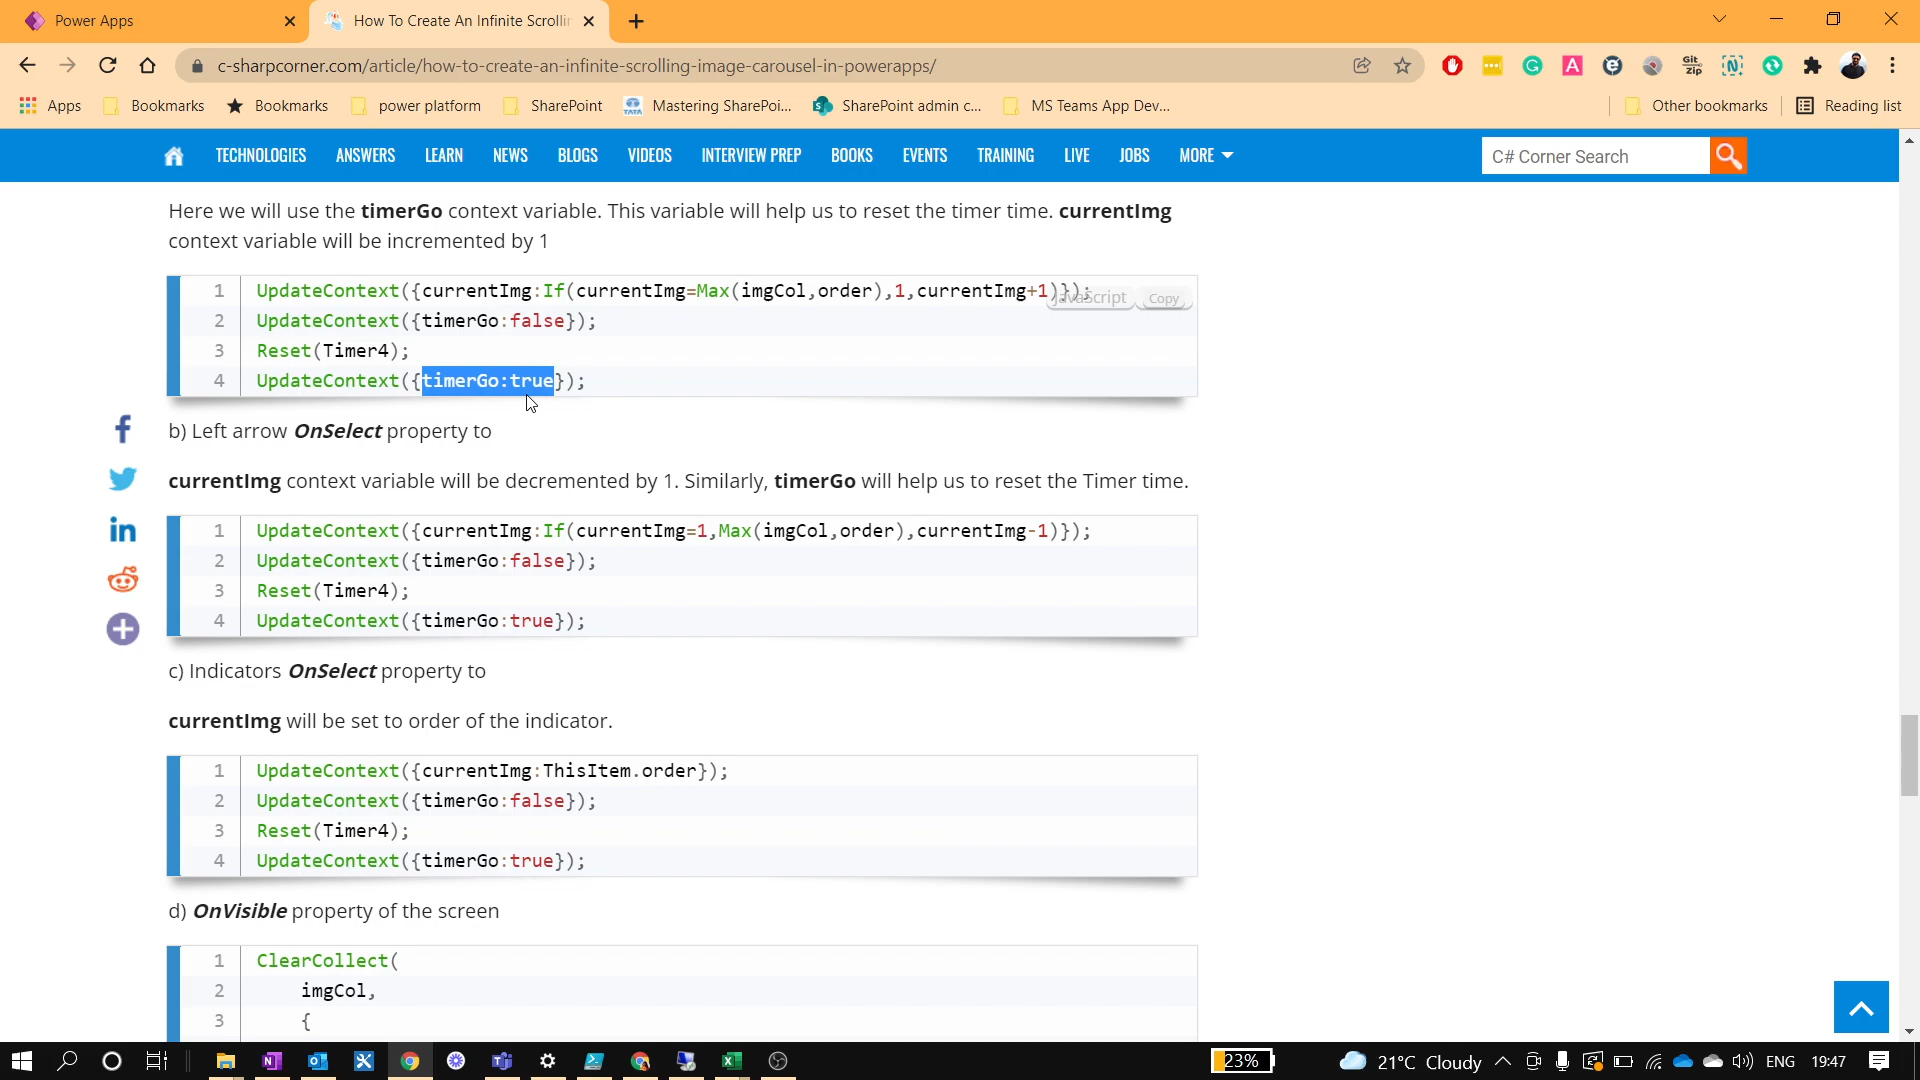 Power Apps
How To Create An Infinite Scrollin
c-sharpcorner.com/article/how-to-create-an-infinite-scrolling-image-carousel-in-powerapps/
Apps Bookmarks Bookmarks power platform SharePoint Mastering SharePoi... SharePoint admin c... MS Teams App Dev... Other bookmarks Reading list
TECHNOLOGIES ANSWERS LEARN NEWS BLOGS VIDEOS INTERVIEW PREP BOOKS EVENTS TRAINING LIVE JOBS MORE C# Corner Search
Here we will use the timerGo context variable. This variable will help us to reset the timer time. currentImg
context variable will be incremented by 1
1 UpdateContext({currentImg:If(currentImg=Max(imgCol,order),1,currentImg+1)});
JavaScript Copy
2 UpdateContext({timerGo:false});
3 Reset(Timer4);
4 UpdateContext({timerGo:true});
b) Left arrow OnSelect property to
currentImg context variable will be decremented by 1. Similarly, timerGo will help us to reset the Timer time.
1 UpdateContext({currentImg:If(currentImg=1,Max(imgCol,order),currentImg-1)});
2 UpdateContext({timerGo:false});
3 Reset(Timer4);
4 UpdateContext({timerGo:true});
c) Indicators OnSelect property to
currentImg will be set to order of the indicator.
1 UpdateContext({currentImg:ThisItem.order});
2 UpdateContext({timerGo:false});
3 Reset(Timer4);
4 UpdateContext({timerGo:true});
d) OnVisible property of the screen
1 ClearCollect(
2 imgCol,
3 {
23% 21°C Cloudy ENG 19:47